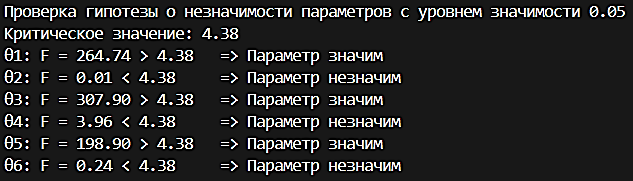 Проверка гипотезы о незначимости параметров с уровнем значимости 0.05
Критическое значение: 4.38
θ1: F = 264.74 > 4.38   => Параметр значим
θ2: F = 0.01 < 4.38     => Параметр незначим
θ3: F = 307.90 > 4.38   => Параметр значим
θ4: F = 3.96 < 4.38     => Параметр незначим
θ5: F = 198.90 > 4.38   => Параметр значим
θ6: F = 0.24 < 4.38     => Параметр незначим